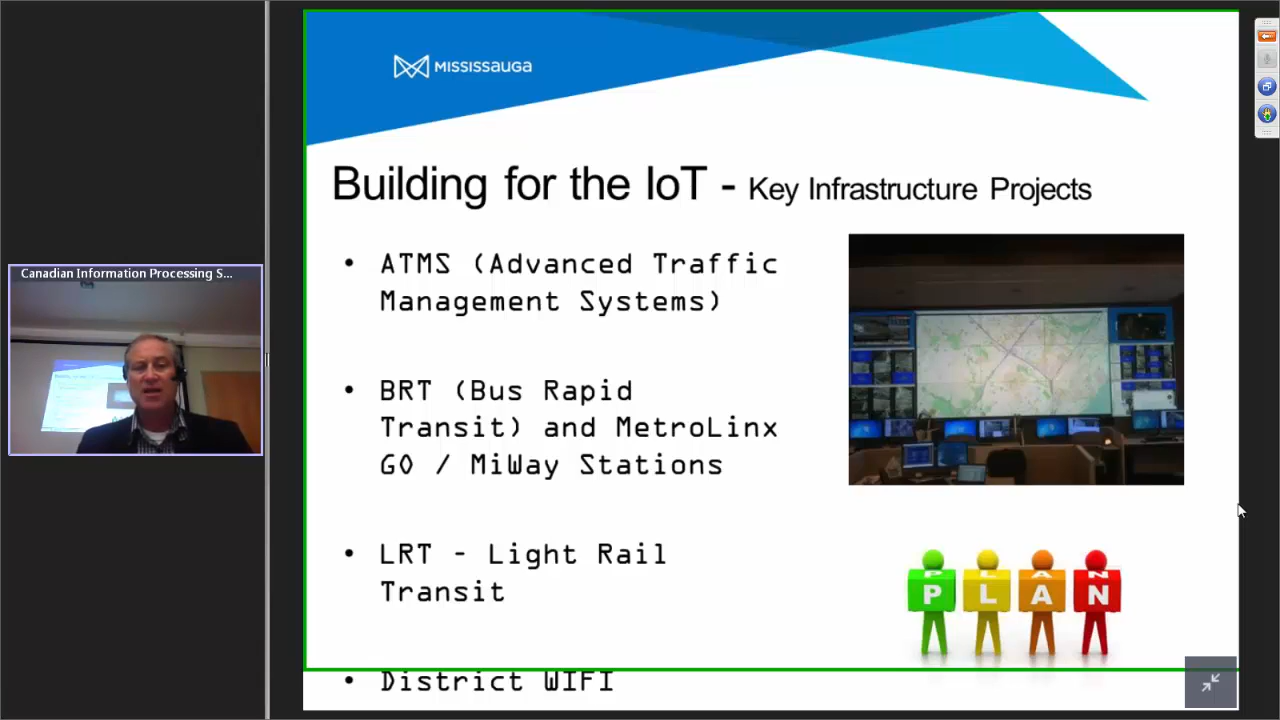 MISSISSAUGA
Building for the IoT - Key Infrastructure Projects
• ATMS (Advanced Traffic
Management Systems)
• BRT (Bus Rapid
Transit) and MetroLinx
GO / MiWay Stations
• LRT - Light Rail
Transit
• District WIFI
Canadian Information Processing S...
P L A N
P L A N